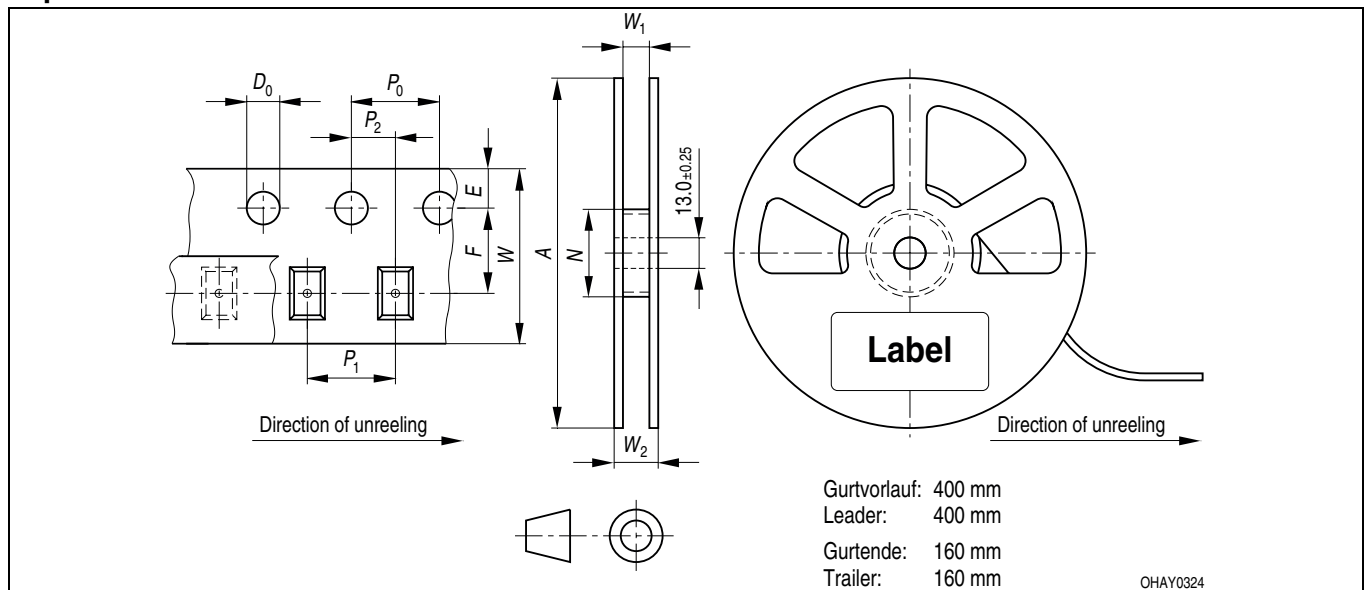 W1
D0
P0
P2
E
F
W
A
N
13.0±0.25
P1
Label
Direction of unreeling
W2
Direction of unreeling
Gurtvorlauf: 400 mm
Leader: 400 mm
Gurtende: 160 mm
Trailer: 160 mm
OHAY0324